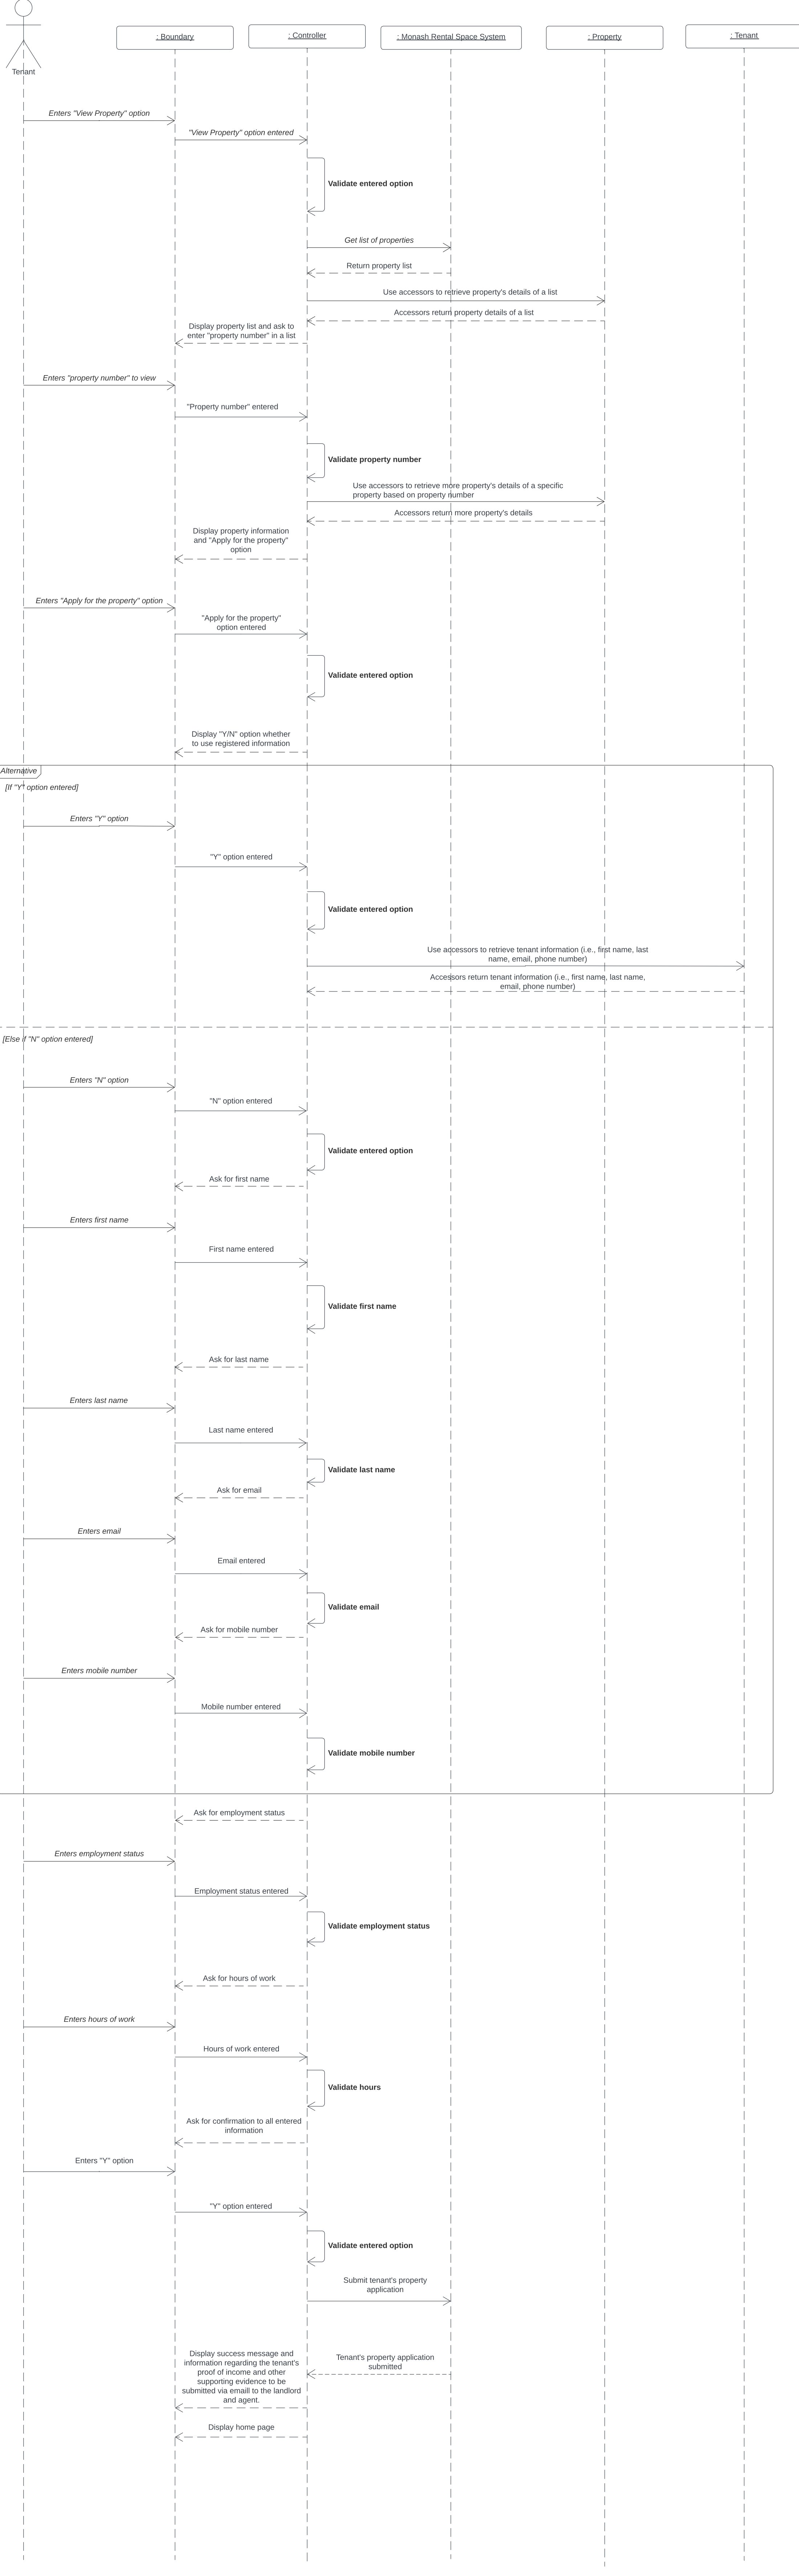 : Boundary
: Controller
: Monash Rental Space System
: Property
: Tenant
Tenant
Enters "View Property" option
"View Property" option entered
Validate entered option
Get list of properties
Return property list
Use accessors to retrieve property's details of a list
Accessors return property details of a list
Display property list and ask to
enter "property number" in a list
Enters "property number" to view
"Property number" entered
Validate property number
Use accessors to retrieve more property's details of a specific
property based on property number
Accessors return more property's details
Display property information
and "Apply for the property"
option
Enters "Apply for the property" option
"Apply for the property"
option entered
Validate entered option
Display "Y/N" option whether
to use registered information
Alternative
[If "Y" option entered]
Enters "Y" option
"Y" option entered
Validate entered option
Use accessors to retrieve tenant information (i.e., first name, last
name, email, phone number)
Accessors return tenant information (i.e., first name, last name,
email, phone number)
[Else if "N" option entered]
Enters "N" option
"N" option entered
Validate entered option
Ask for first name
Enters first name
First name entered
Validate first name
Ask for last name
Enters last name
Last name entered
Validate last name
Ask for email
Enters email
Email entered
Validate email
Ask for mobile number
Enters mobile number
Mobile number entered
Validate mobile number
Ask for employment status
Enters employment status
Employment status entered
Validate employment status
Ask for hours of work
Enters hours of work
Hours of work entered
Validate hours
Ask for confirmation to all entered
information
Enters "Y" option
"Y" option entered
Validate entered option
Submit tenant's property
application
Tenant's property application
submitted
Display success message and
information regarding the tenant's
proof of income and other
supporting evidence to be
submitted via emaill to the landlord
and agent.
Display home page